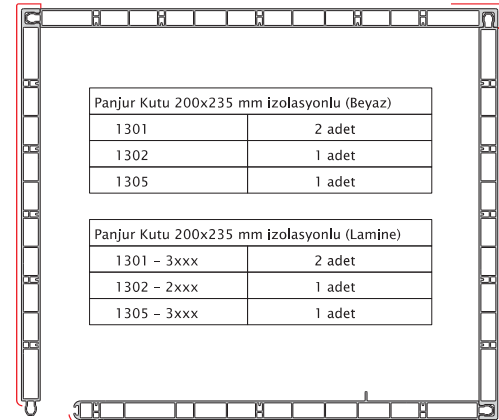 Panjur Kutu 200x235 mm izolasyonlu (Beyaz)
1301 2 adet
1302 1 adet
1305 1 adet
Panjur Kutu 200x235 mm izolasyonlu (Lamine)
1301 – 3xxx 2 adet
1302 – 2xxx 1 adet
1305 – 3xxx 1 adet